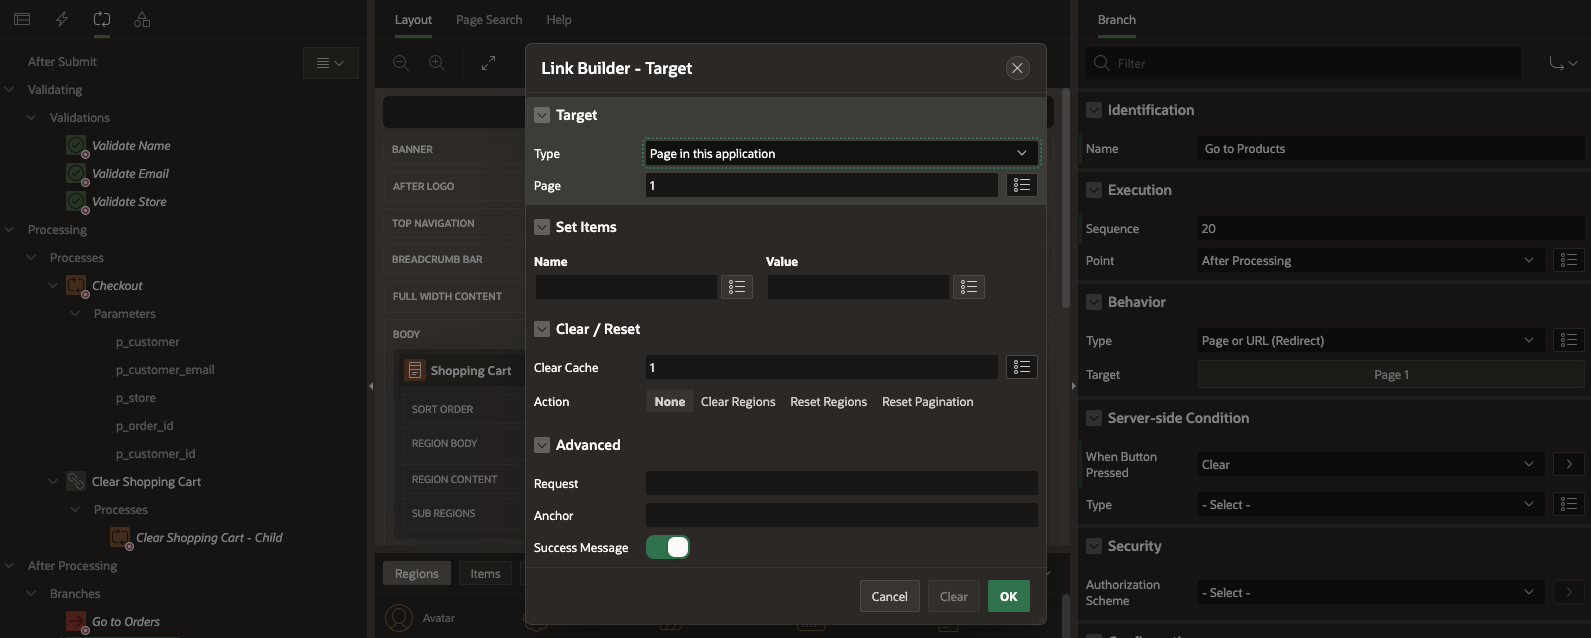 After Submit
Validating
Validations
Validate Name
Validate Email
Validate Store
Processing
Processes
Checkout
Parameters
p_customer
p_customer_email
p_store
p_order_id
p_customer_id
Clear Shopping Cart
Processes
Clear Shopping Cart - Child
After Processing
Branches
Go to Orders
Layout
Page Search
Help
BANNER
AFTER LOGO
TOP NAVIGATION
BREADCRUMB BAR
FULL WIDTH CONTENT
BODY
Shopping Cart
SORT ORDER
REGION BODY
REGION CONTENT
SUB REGIONS
Regions
Items
Avatar
Link Builder - Target
Target
Type
Page in this application
Page
1
Set Items
Name
Value
Clear / Reset
Clear Cache
1
Action
None
Clear Regions
Reset Regions
Reset Pagination
Advanced
Request
Anchor
Success Message
Cancel
Clear
OK
Branch
Filter
Identification
Name
Go to Products
Execution
Sequence
20
Point
After Processing
Behavior
Type
Page or URL (Redirect)
Target
Page 1
Server-side Condition
When Button
Pressed
Clear
Type
- Select -
Security
Authorization
Scheme
- Select -